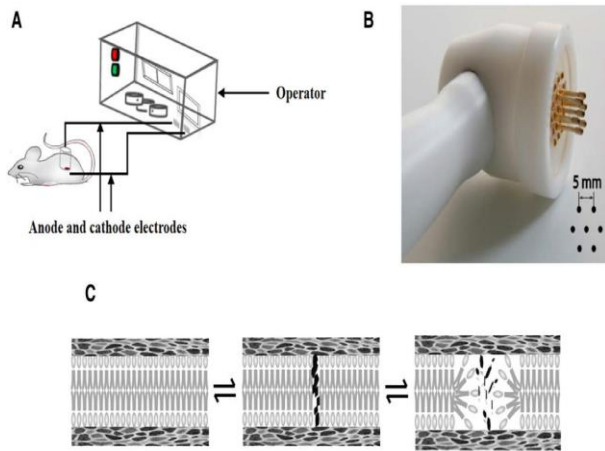 A
Operator
Anode and cathode electrodes
B
5 mm
C